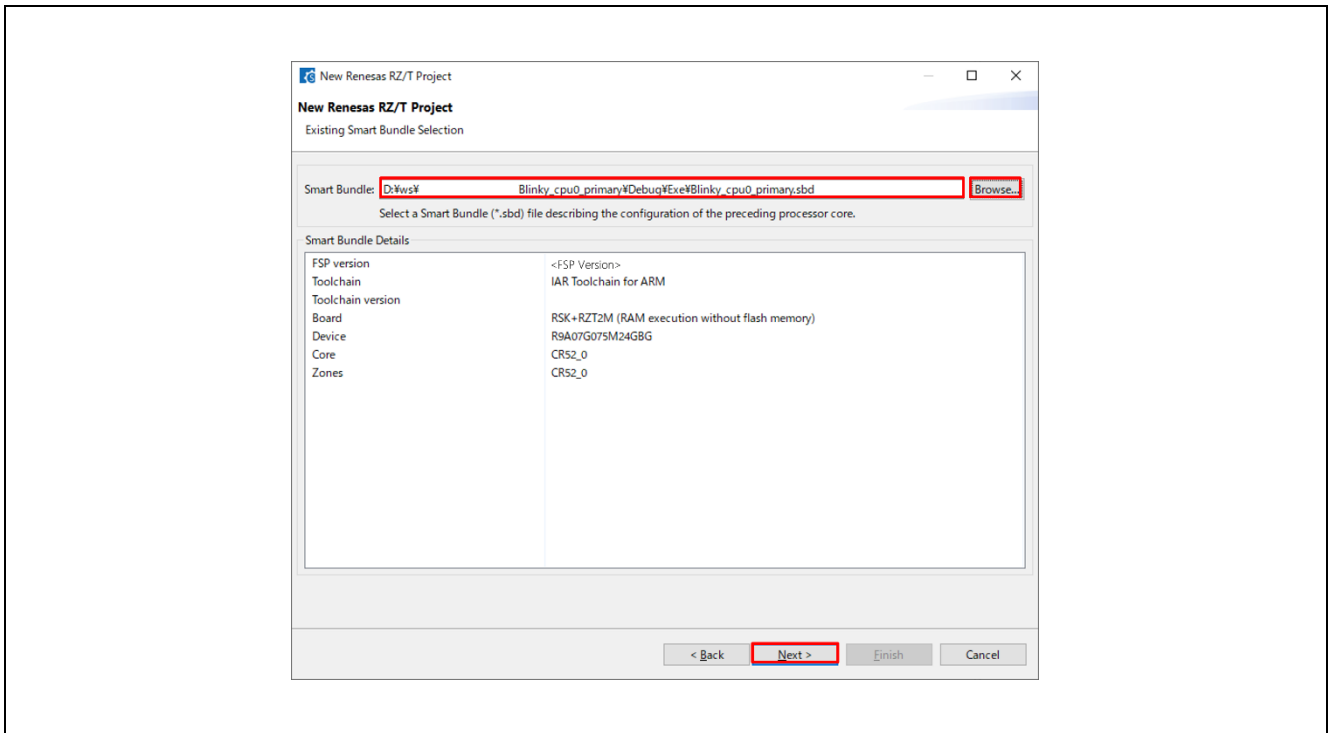 New Renesas RZ/T Project
New Renesas RZ/T Project
Existing Smart Bundle Selection
Smart Bundle: D:¥ws¥ Blinky_cpu0_primary¥Debug¥Exe¥Blinky_cpu0_primary.sbd Browse...
Select a Smart Bundle (*.sbd) file describing the configuration of the preceding processor core.
Smart Bundle Details
FSP version <FSP Version>
Toolchain IAR Toolchain for ARM
Toolchain version
Board RSK+RZT2M (RAM execution without flash memory)
Device R9A07G075M24GBG
Core CR52_0
Zones CR52_0
< Back Next > Finish Cancel